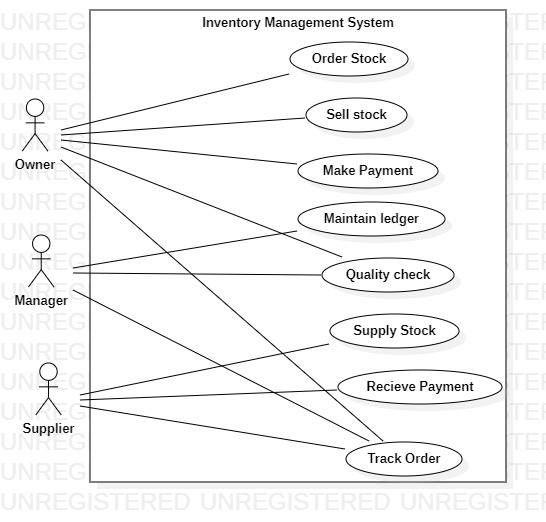 Inventory Management System
Order Stock
Sell stock
Make Payment
Owner
Maintain ledger
Quality check
Manager
Supply Stock
Recieve Payment
Supplier
Track Order
UNREGISTERED UNREGISTERED UNREGISTERED